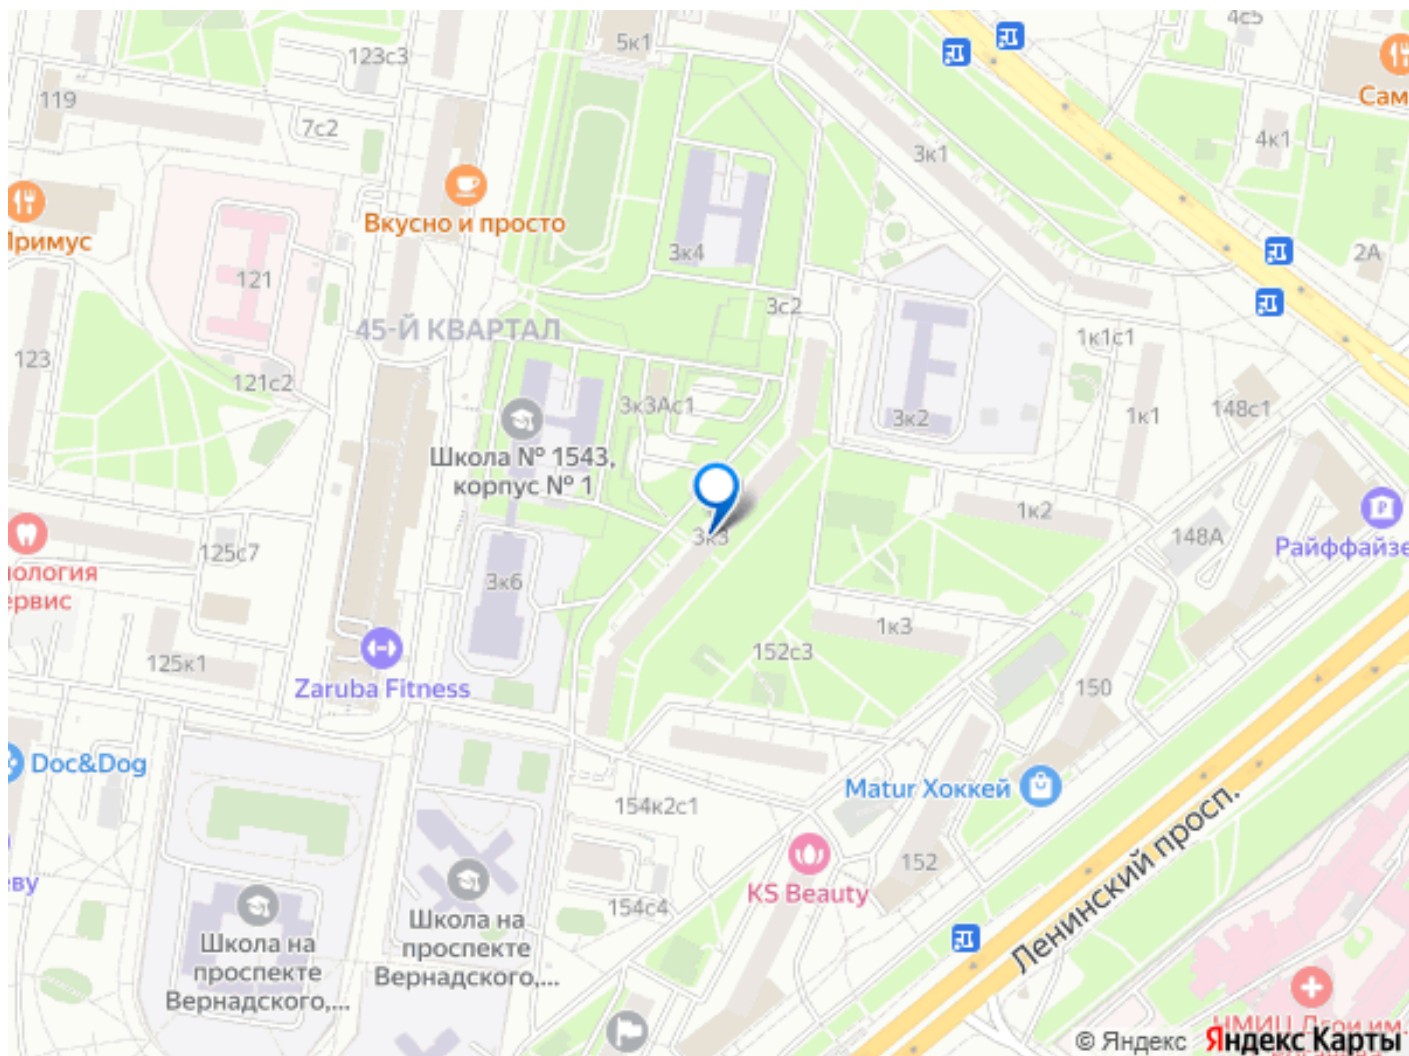 4с5
5к1
123с3
Сам
119
7с2
4к1
3к1
Вкусно и просто
Примус
3к4
2А
121
3с2
45-Й КВАРТАЛ
1к1с1
123
121с2
3к3Ас1
3к2
1к1
148с1
Школа № 1543,
корпус № 1
1к2
3к3
148А
Райффайзе
125с7
ология
ервис
3к6
1к3
125к1
152с3
Zaruba Fitness
150
Doc&Dog
Matur Хоккей
154к2с1
Ленинский просп.
152
KS Beauty
еву
154с4
Школа на
проспекте
Вернадского,...
Школа на
проспекте
Вернадского,...
© Яндекс
Яндекс Карты